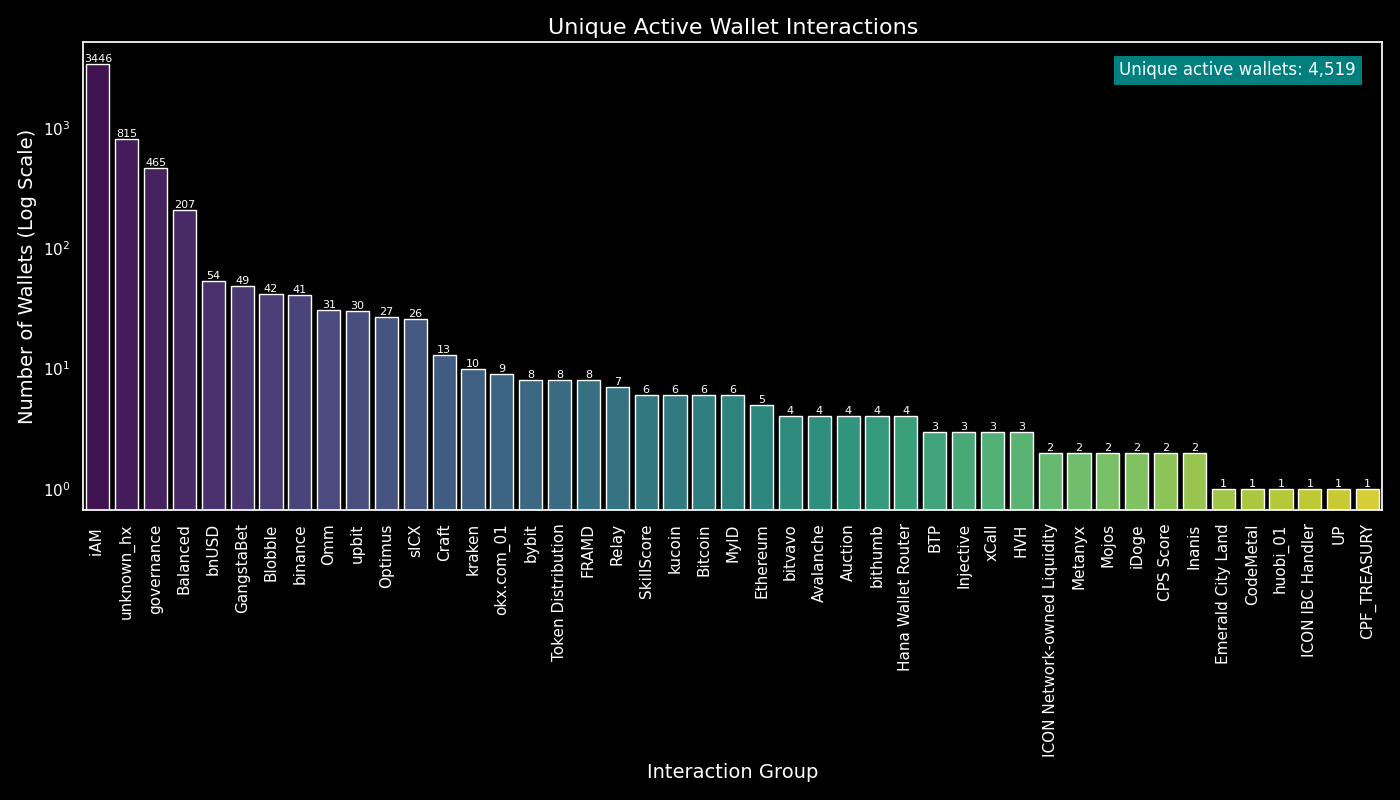 Unique Active Wallet Interactions
Unique active wallets: 4,519
Number of Wallets (Log Scale)
10³
10²
10¹
10⁰
3446
815
465
207
54
49
42
41
31
30
27
26
13
10
9
8
8
8
7
6
6
6
6
5
4
4
4
4
4
3
3
3
3
2
2
2
2
2
2
1
1
1
1
1
1
iAM
unknown_hx
governance
Balanced
bnUSD
GangstaBet
Blobble
binance
Omm
upbit
Optimus
sICX
Craft
kraken
okx.com_01
bybit
Token Distribution
FRAMD
Relay
SkillScore
kucoin
Bitcoin
MyID
Ethereum
bitvavo
Avalanche
Auction
bithumb
Hana Wallet Router
BTP
Injective
xCall
HVH
ICON Network-owned Liquidity
Metanyx
Mojos
iDoge
CPS Score
Inanis
Emerald City Land
CodeMetal
huobi_01
ICON IBC Handler
UP
CPF_TREASURY
Interaction Group